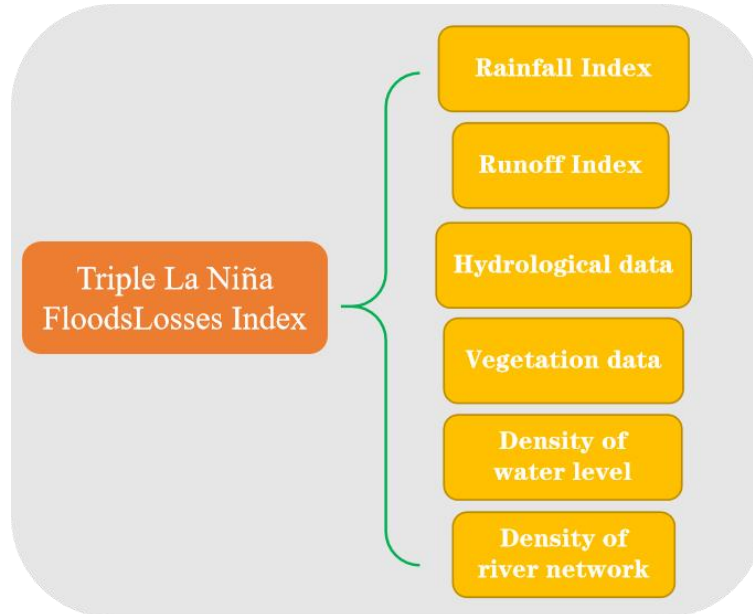 Rainfall Index
Runoff Index
Hydrological data
Triple La Niña
FloodsLosses Index
Vegetation data
Density of
water level
Density of
river network